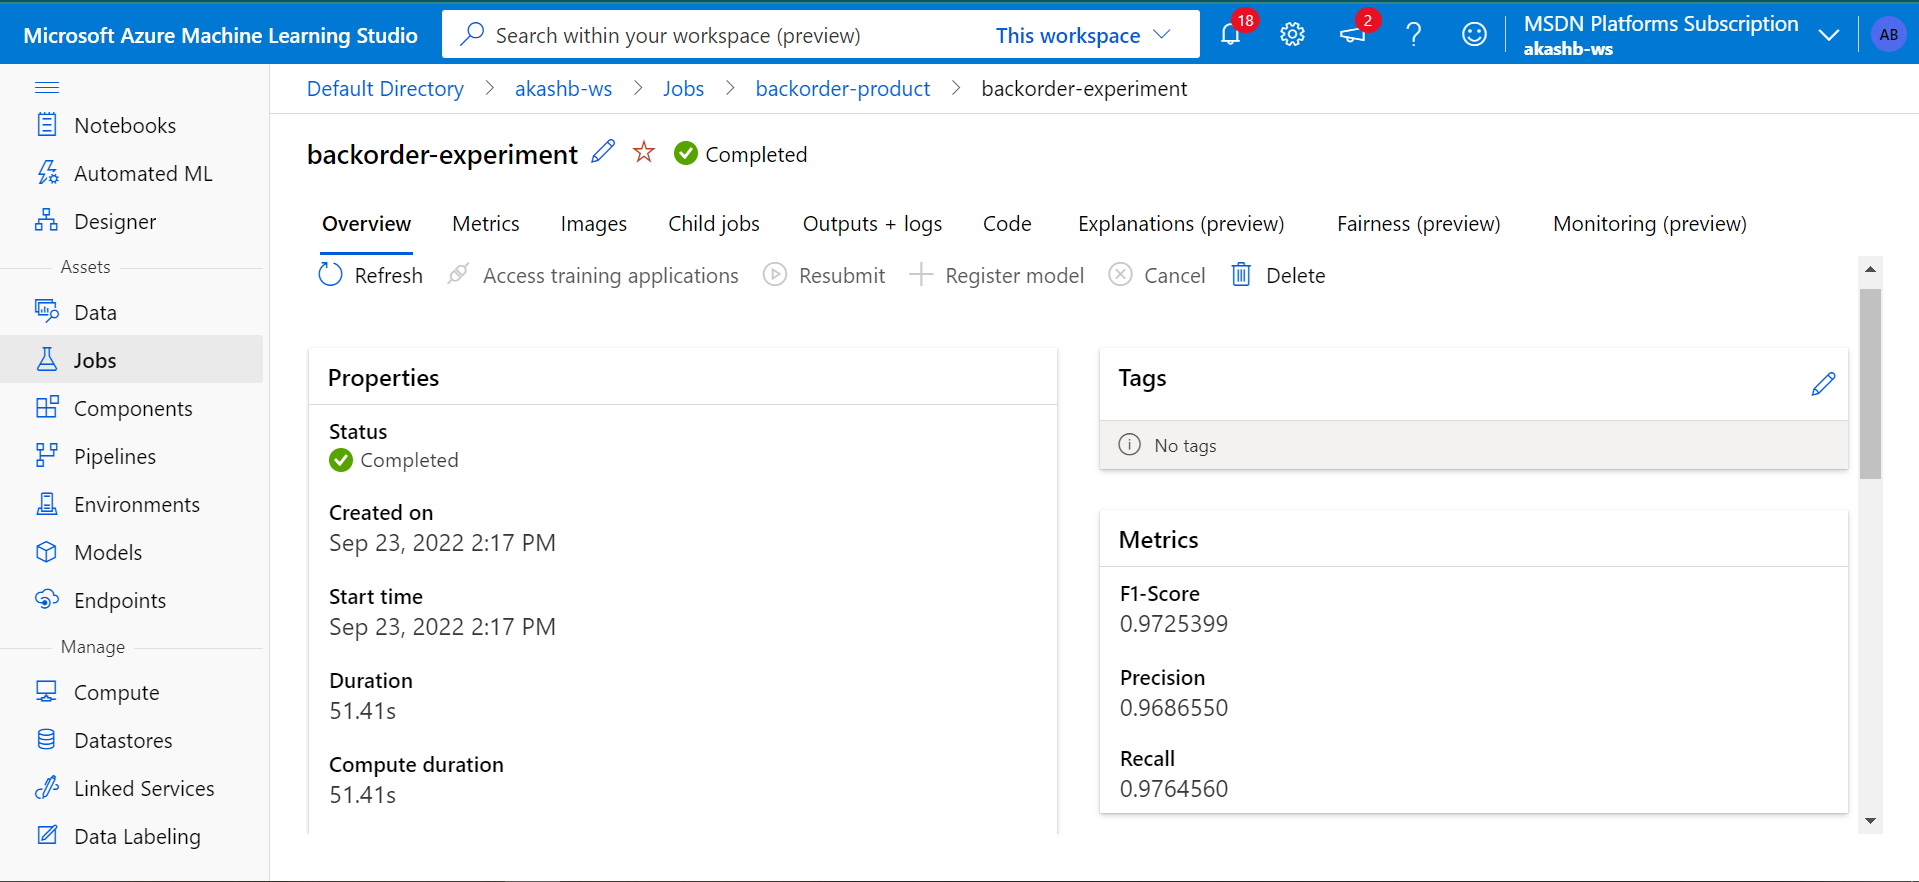 Microsoft Azure Machine Learning Studio
Search within your workspace (preview)
This workspace
18
2
MSDN Platforms Subscription
akashb-ws
AB
Notebooks
Automated ML
Designer
Assets
Data
Jobs
Components
Pipelines
Environments
Models
Endpoints
Manage
Compute
Datastores
Linked Services
Data Labeling
Default Directory > akashb-ws > Jobs > backorder-product > backorder-experiment
backorder-experiment Completed
Overview Metrics Images Child jobs Outputs + logs Code Explanations (preview) Fairness (preview) Monitoring (preview)
Refresh Access training applications Resubmit Register model Cancel Delete
Properties
Status
Completed
Created on
Sep 23, 2022 2:17 PM
Start time
Sep 23, 2022 2:17 PM
Duration
51.41s
Compute duration
51.41s
Tags
No tags
Metrics
F1-Score
0.9725399
Precision
0.9686550
Recall
0.9764560